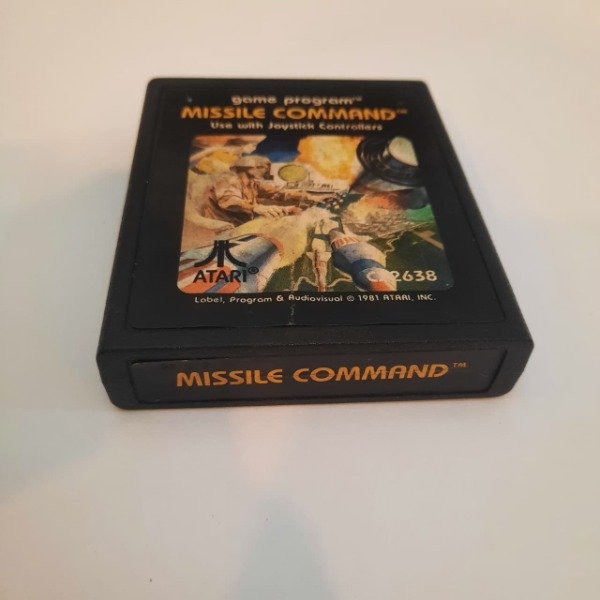 game program™
MISSILE COMMAND™
Use with Joystick Controllers
ATARI®
CX2638
Label, Program & Audiovisual © 1981 ATARI, INC.
MISSILE COMMAND™